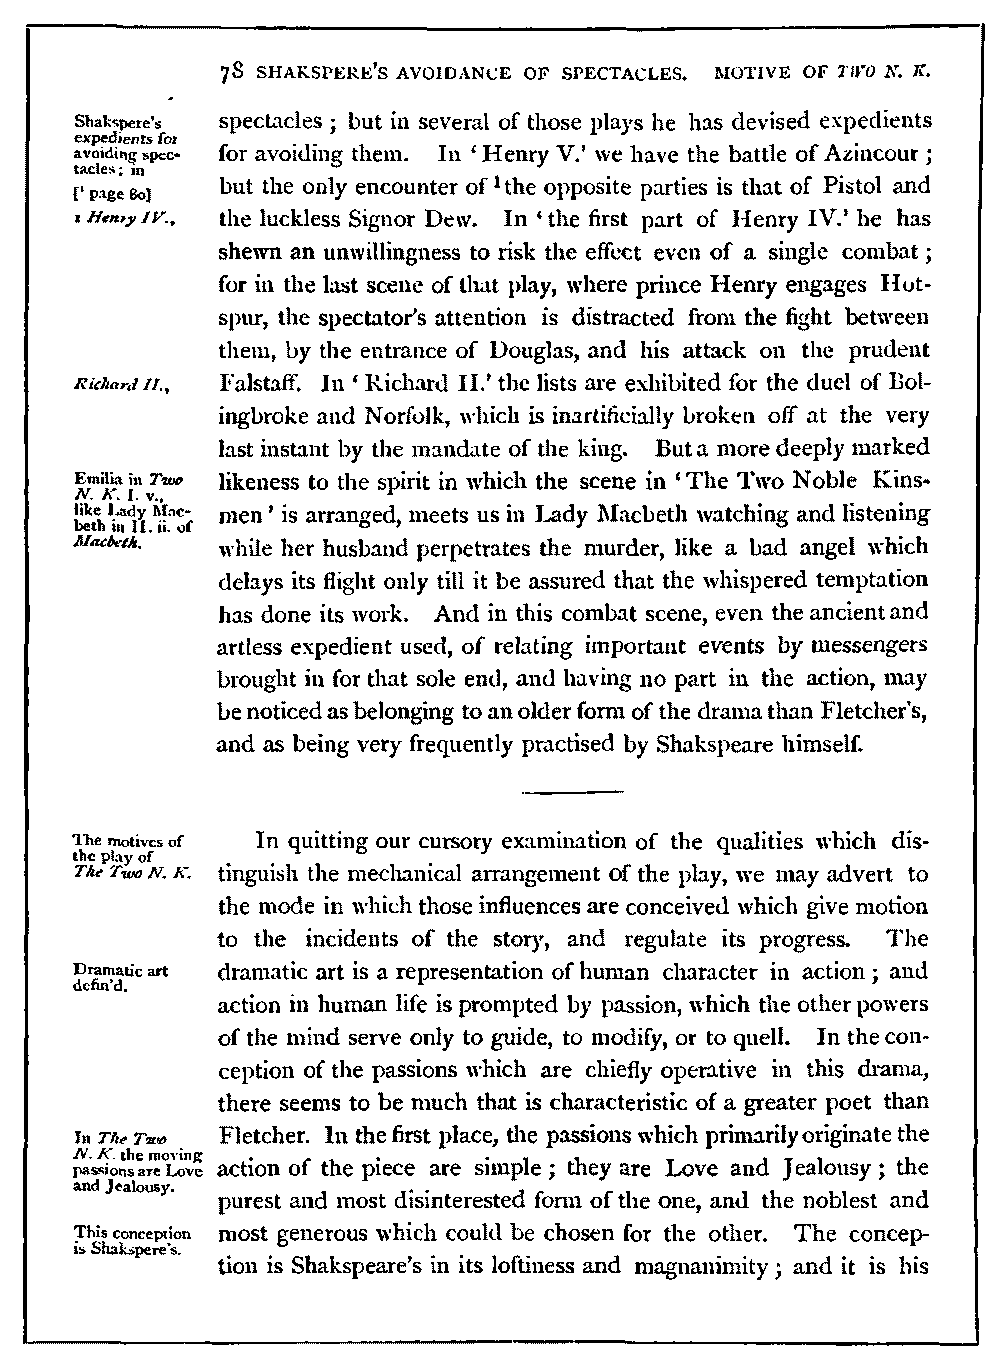 78 SHAKSPERE'S AVOIDANCE OF SPECTACLES. MOTIVE OF TWO N. K.
Shakspere's
expedients for
avoiding spec-
tacles; in
[¹ page 80]
1 Henry IV.,
spectacles ; but in several of those plays he has devised expedients
for avoiding them. In ‘Henry V.’ we have the battle of Azincour ;
but the only encounter of ¹the opposite parties is that of Pistol and
the luckless Signor Dew. In ‘the first part of Henry IV.’ he has
shewn an unwillingness to risk the effect even of a single combat ;
for in the last scene of that play, where prince Henry engages Hot-
spur, the spectator's attention is distracted from the fight between
them, by the entrance of Douglas, and his attack on the prudent
Richard II.,
Falstaff. In ‘Richard II.’ the lists are exhibited for the duel of Bol-
ingbroke and Norfolk, which is inartificially broken off at the very
last instant by the mandate of the king. But a more deeply marked
Emilia in Two
N. K. I. v.,
like Lady Mac-
beth in II. ii. of
Macbeth.
likeness to the spirit in which the scene in ‘The Two Noble Kins-
men’ is arranged, meets us in Lady Macbeth watching and listening
while her husband perpetrates the murder, like a bad angel which
delays its flight only till it be assured that the whispered temptation
has done its work. And in this combat scene, even the ancient and
artless expedient used, of relating important events by messengers
brought in for that sole end, and having no part in the action, may
be noticed as belonging to an older form of the drama than Fletcher's,
and as being very frequently practised by Shakspeare himself.
The motives of
the play of
The Two N. K.
In quitting our cursory examination of the qualities which dis-
tinguish the mechanical arrangement of the play, we may advert to
the mode in which those influences are conceived which give motion
to the incidents of the story, and regulate its progress. The
Dramatic art
defin'd.
dramatic art is a representation of human character in action ; and
action in human life is prompted by passion, which the other powers
of the mind serve only to guide, to modify, or to quell. In the con-
ception of the passions which are chiefly operative in this drama,
there seems to be much that is characteristic of a greater poet than
In The Two
N. K. the moving
passions are Love
and Jealousy.
Fletcher. In the first place, the passions which primarily originate the
action of the piece are simple ; they are Love and Jealousy ; the
purest and most disinterested form of the one, and the noblest and
This conception
is Shakspere's.
most generous which could be chosen for the other. The concep-
tion is Shakspeare's in its loftiness and magnanimity ; and it is his